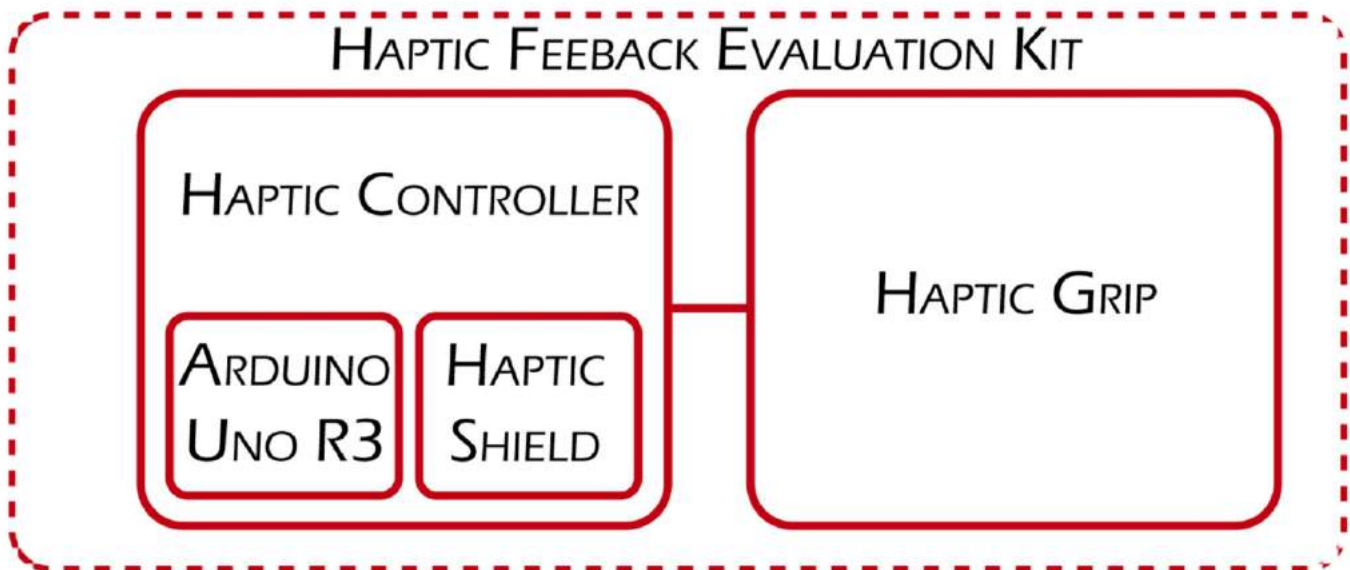 HAPTIC FEEBACK EVALUATION KIT
HAPTIC CONTROLLER
ARDUINO
UNO R3
HAPTIC
SHIELD
HAPTIC GRIP